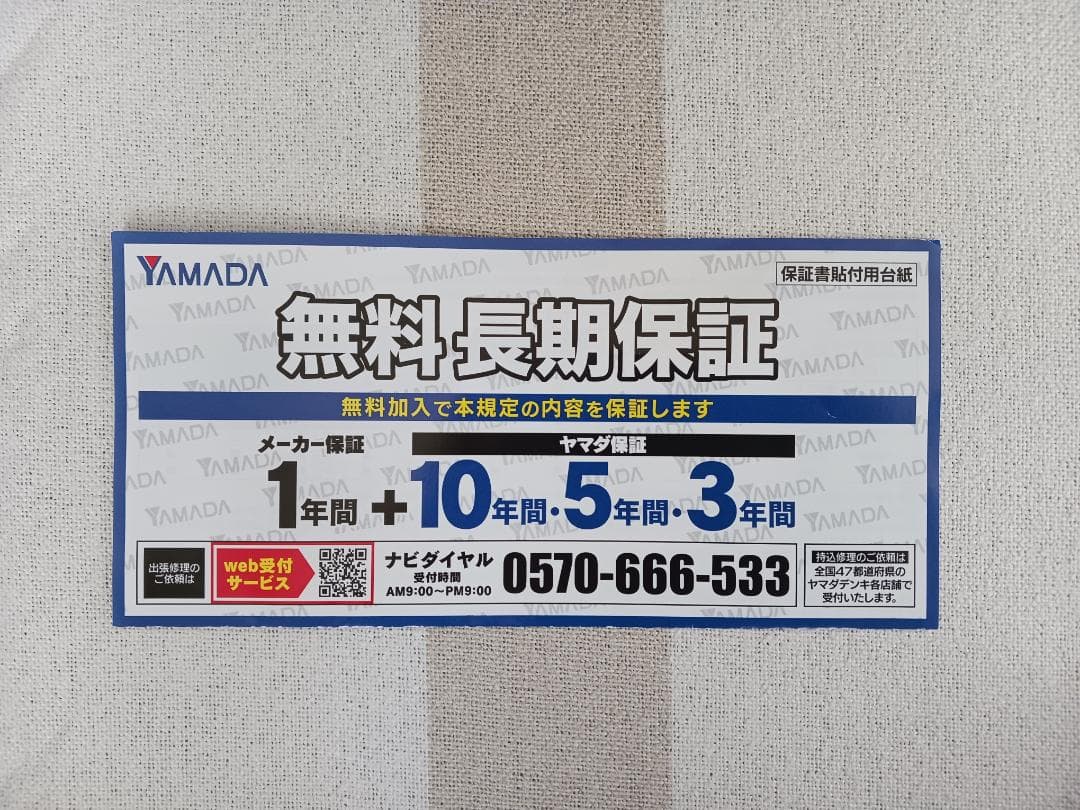 YAMADA
保証書貼付用台紙
無料長期保証
無料加入で本規定の内容を保証します
メーカー保証
ヤマダ保証
1年間+10年間・5年間・3年間
出張修理の
ご依頼は
web受付
サービス
ナビダイヤル
受付時間
AM9:00〜PM9:00
0570-666-533
持込修理のご依頼は
全国47都道府県の
ヤマダデンキ各店舗で
受付いたします。